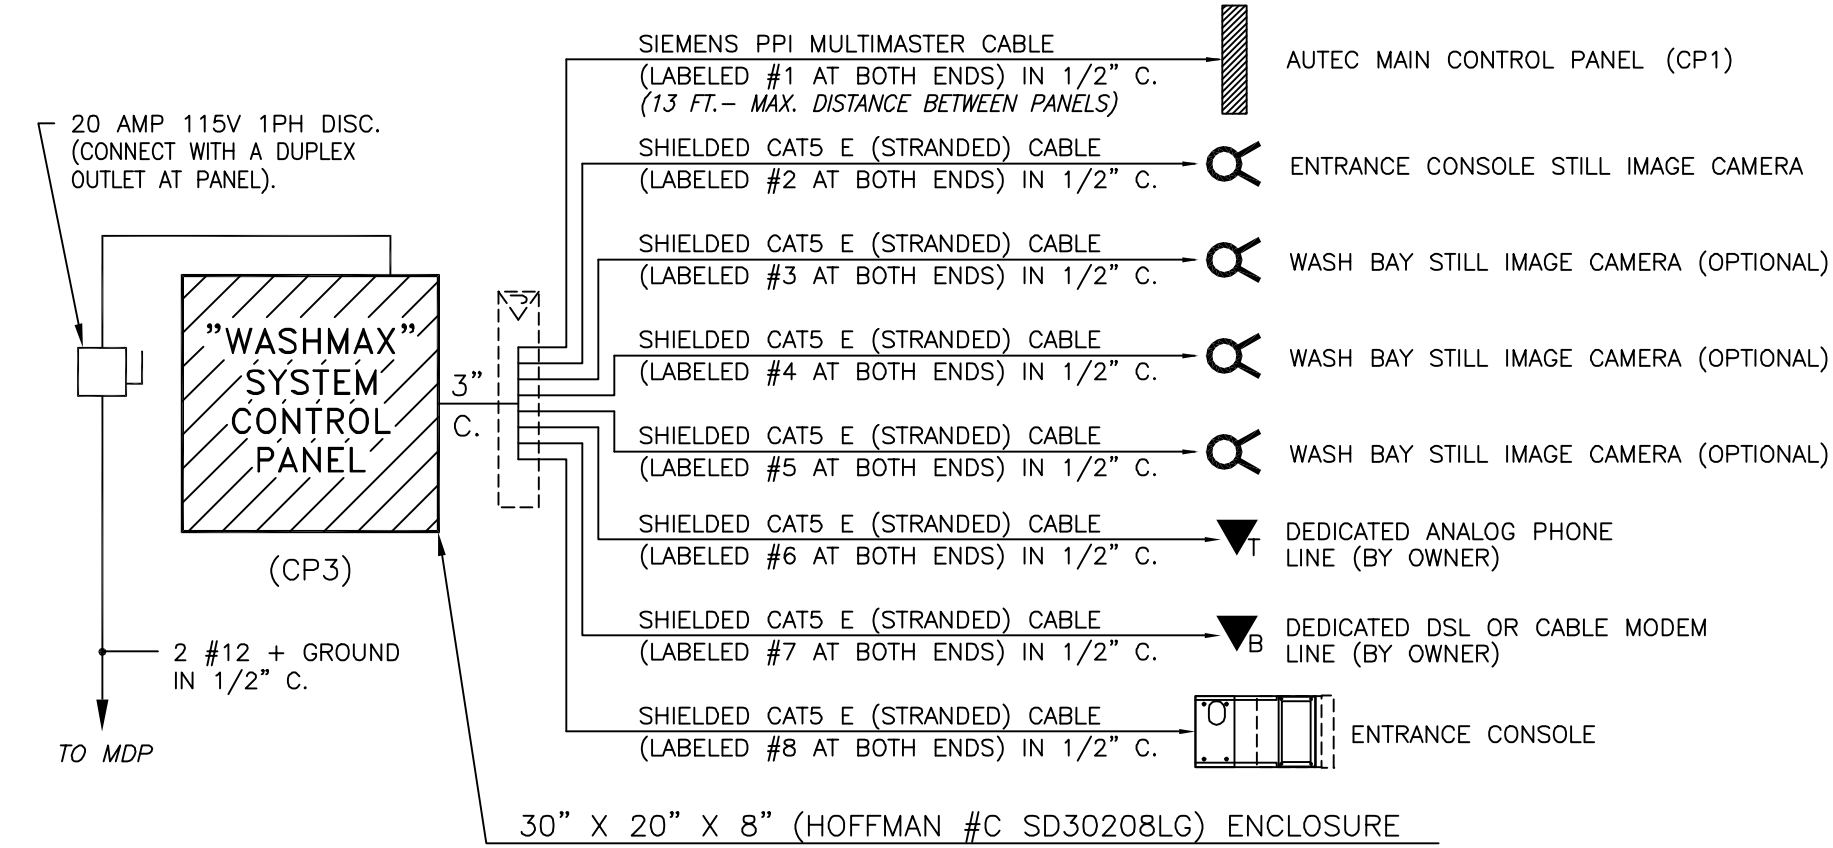 SIEMENS PPI MULTIMASTER CABLE
(LABELED #1 AT BOTH ENDS) IN 1/2" C.
(13 FT.- MAX. DISTANCE BETWEEN PANELS)
AUTEC MAIN CONTROL PANEL (CP1)
20 AMP 115V 1PH DISC.
(CONNECT WITH A DUPLEX
OUTLET AT PANEL).
SHIELDED CAT5 E (STRANDED) CABLE
(LABELED #2 AT BOTH ENDS) IN 1/2" C.
ENTRANCE CONSOLE STILL IMAGE CAMERA
SHIELDED CAT5 E (STRANDED) CABLE
(LABELED #3 AT BOTH ENDS) IN 1/2" C.
WASH BAY STILL IMAGE CAMERA (OPTIONAL)
"WASHMAX"
SYSTEM
CONTROL
PANEL
(CP3)
3"
C.
SHIELDED CAT5 E (STRANDED) CABLE
(LABELED #4 AT BOTH ENDS) IN 1/2" C.
WASH BAY STILL IMAGE CAMERA (OPTIONAL)
SHIELDED CAT5 E (STRANDED) CABLE
(LABELED #5 AT BOTH ENDS) IN 1/2" C.
WASH BAY STILL IMAGE CAMERA (OPTIONAL)
SHIELDED CAT5 E (STRANDED) CABLE
(LABELED #6 AT BOTH ENDS) IN 1/2" C.
T
DEDICATED ANALOG PHONE
LINE (BY OWNER)
SHIELDED CAT5 E (STRANDED) CABLE
(LABELED #7 AT BOTH ENDS) IN 1/2" C.
B
DEDICATED DSL OR CABLE MODEM
LINE (BY OWNER)
2 #12 + GROUND
IN 1/2" C.
TO MDP
SHIELDED CAT5 E (STRANDED) CABLE
(LABELED #8 AT BOTH ENDS) IN 1/2" C.
ENTRANCE CONSOLE
30" X 20" X 8" (HOFFMAN #C SD30208LG) ENCLOSURE